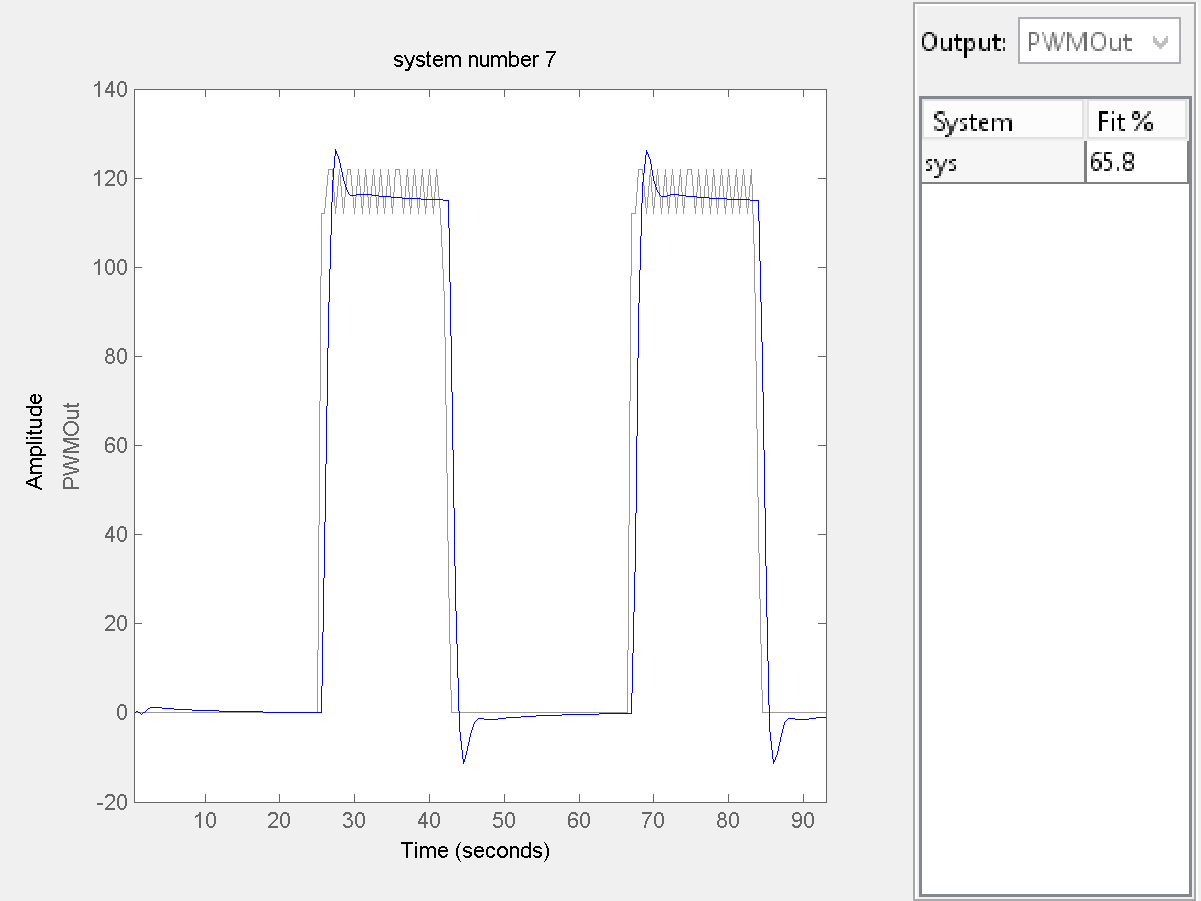 system number 7
140
120
100
80
60
40
20
0
-20
Amplitude
PWMOut
10 20 30 40 50 60 70 80 90
Time (seconds)
Output: PWMOut
System Fit %
sys 65.8